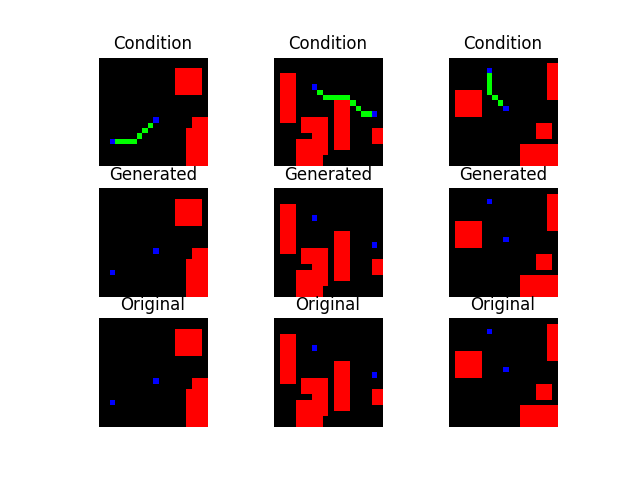 Condition Condition Condition
Generated Generated Generated
Original Original Original